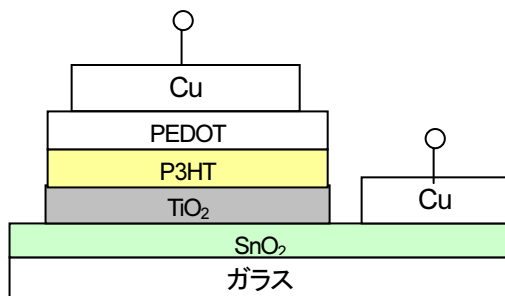 Cu
PEDOT
P3HT
TiO₂
Cu
SnO₂
ガラス